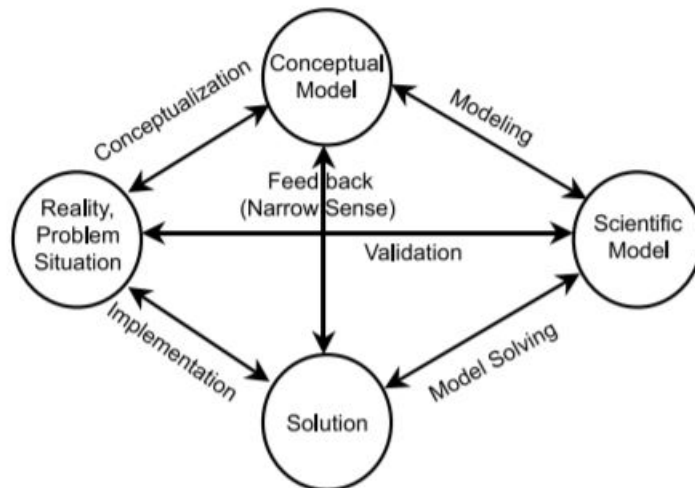 Conceptual
Model
Conceptualization
Modeling
Feedback
(Narrow Sense)
Reality,
Problem
Situation
Scientific
Model
Validation
Implementation
Model Solving
Solution